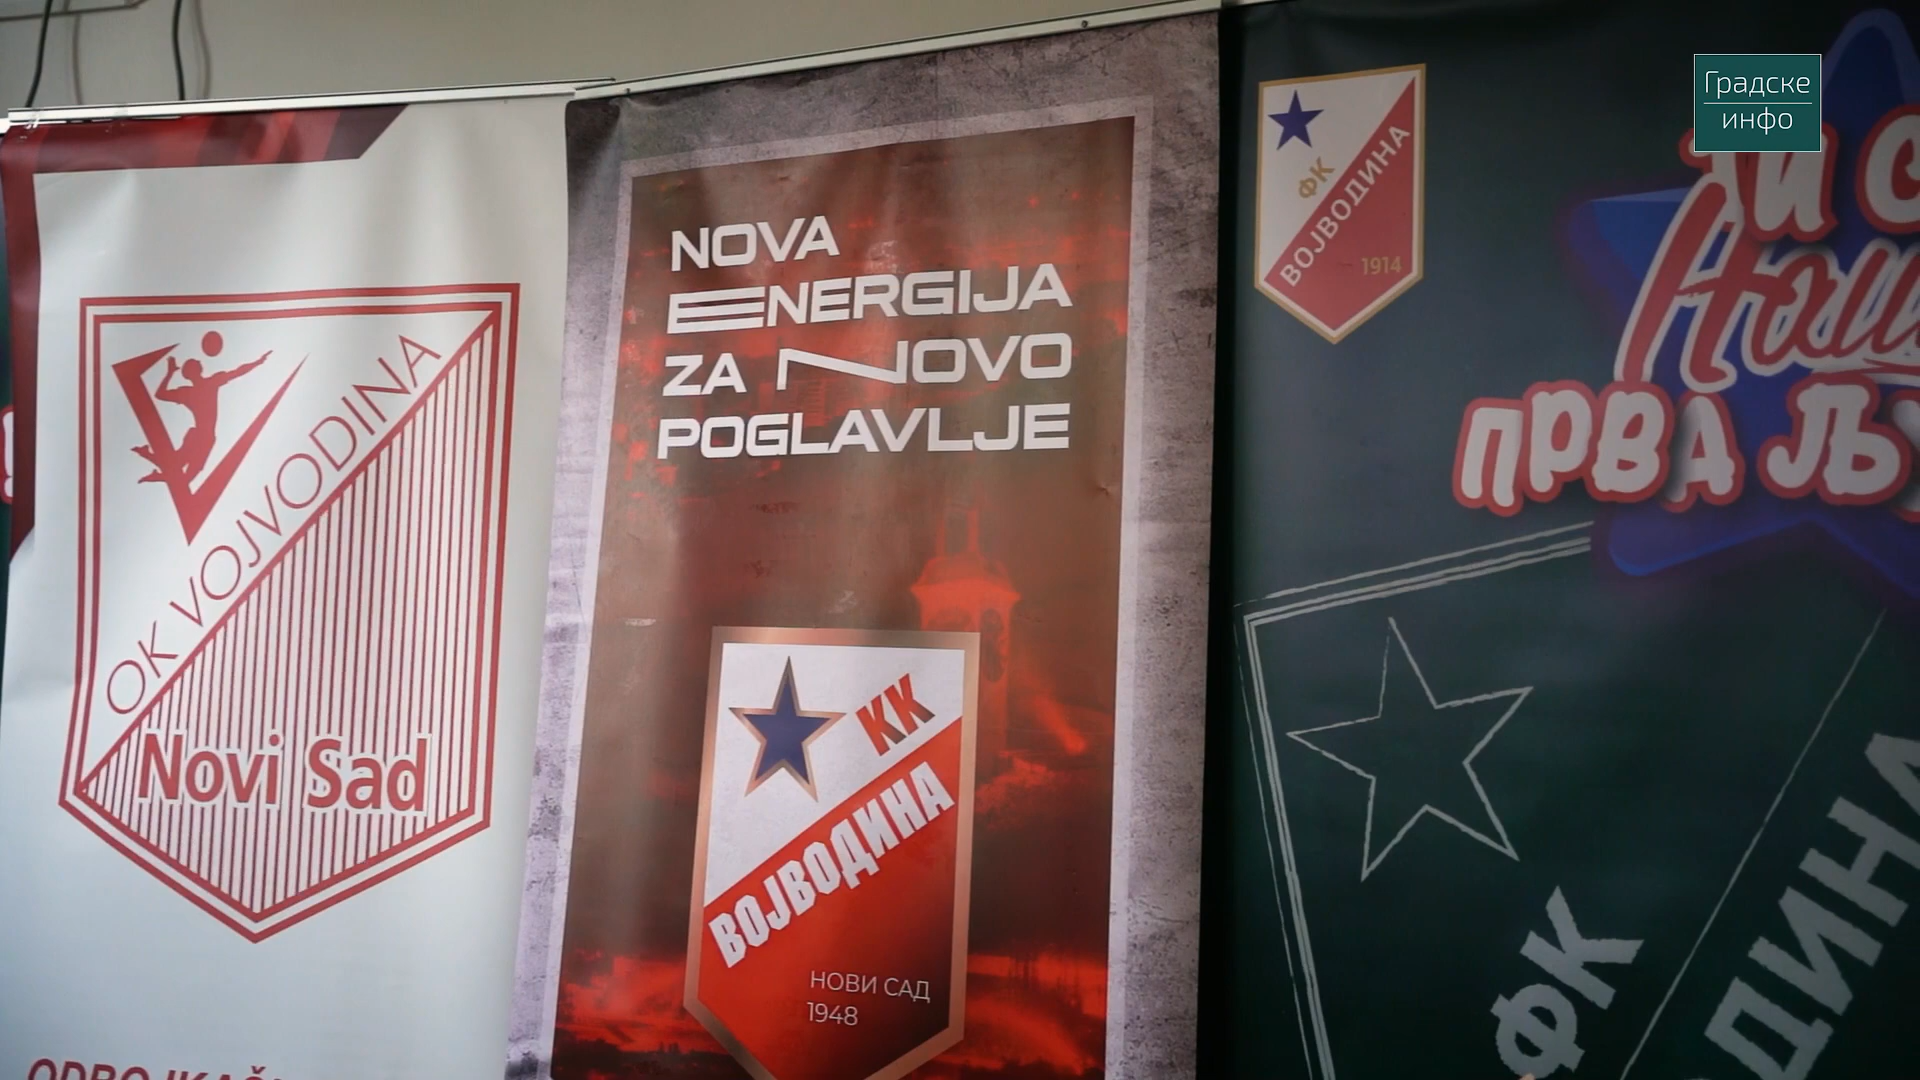 OK VOJVODINA
Novi Sad
NOVA
ENERGIJA
ZA NOVO
POGLAVLJE
КК
ВОЈВОДИНА
НОВИ САД
1948
ФК
ВОЈВОДИНА
1914
ПРВА
ФК
Градске
инфо